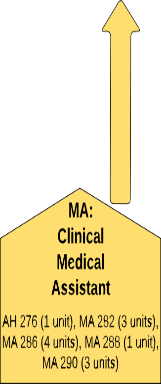 MA:
Clinical
Medical
Assistant
AH 276 (1 unit), MA 282 (3 units),
MA 286 (4 units), MA 288 (1 unit),
MA 290 (3 units)